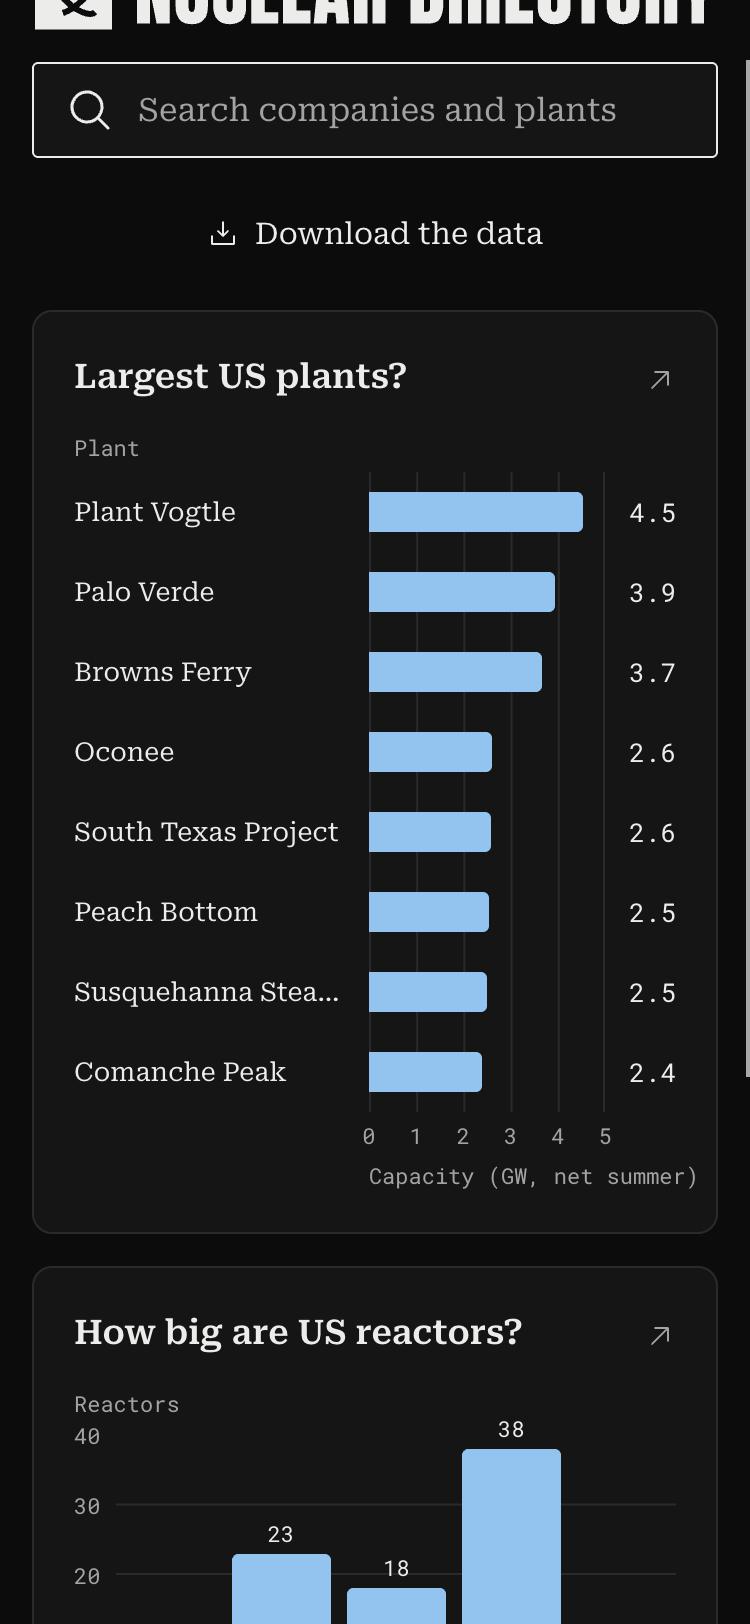 NUCLEAR DIRECTORY
Search companies and plants
Download the data
Largest US plants?
Plant
Plant Vogtle 4.5
Palo Verde 3.9
Browns Ferry 3.7
Oconee 2.6
South Texas Project 2.6
Peach Bottom 2.5
Susquehanna Stea... 2.5
Comanche Peak 2.4
0 1 2 3 4 5
Capacity (GW, net summer)
How big are US reactors?
Reactors
38
40
30
23
18
20